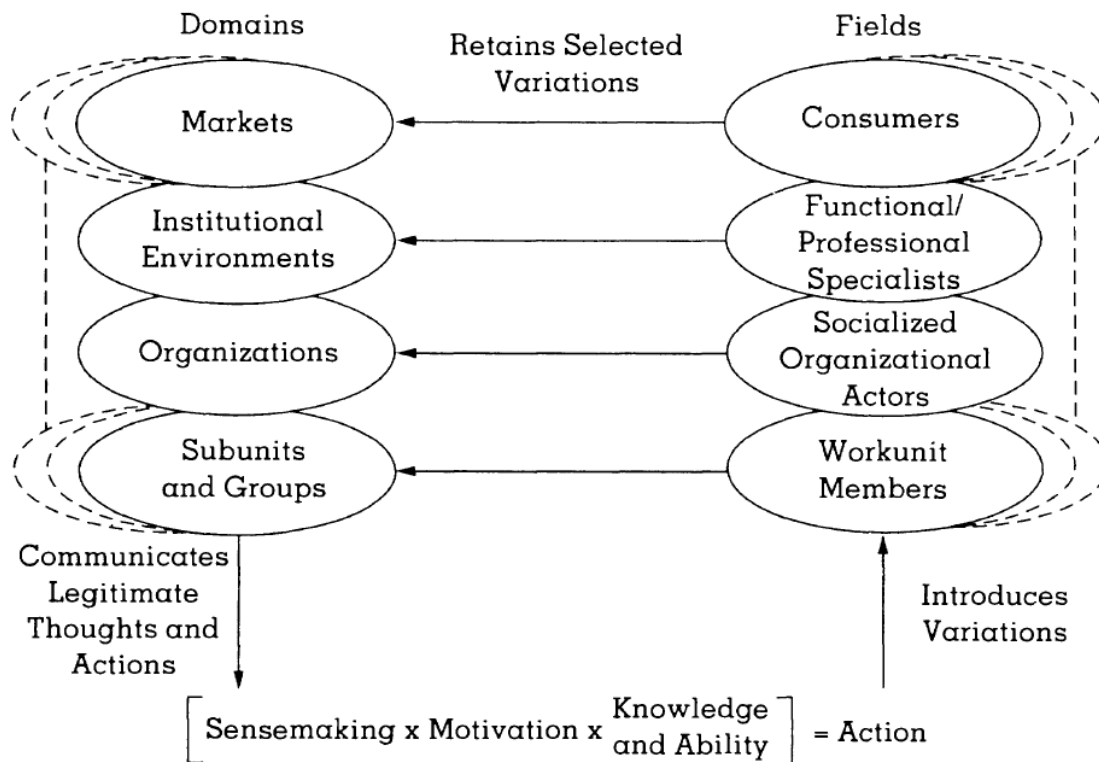 Domains
Retains Selected
Variations
Fields
Markets
Consumers
Institutional
Environments
Functional/
Professional
Specialists
Organizations
Socialized
Organizational
Actors
Subunits
and Groups
Workunit
Members
Communicates
Legitimate
Thoughts and
Actions
Introduces
Variations
[Sensemaking x Motivation x Knowledge
and Ability] = Action